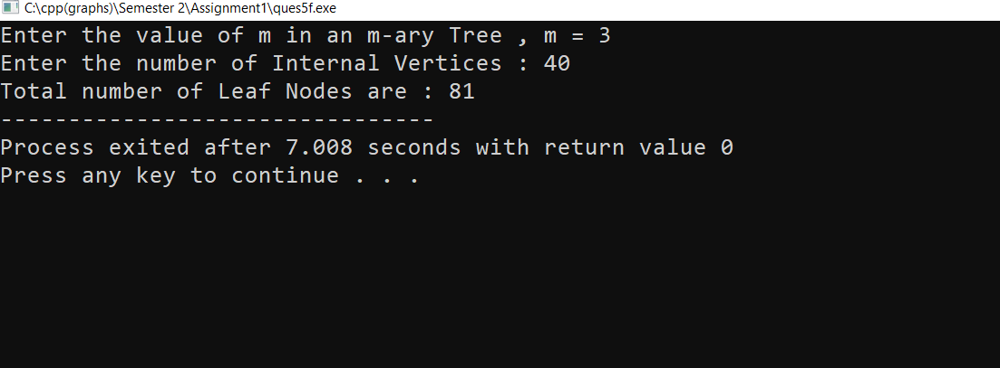 C:\cpp(graphs)\Semester 2\Assignment1\ques5f.exe
Enter the value of m in an m-ary Tree , m = 3
Enter the number of Internal Vertices : 40
Total number of Leaf Nodes are : 81
--------------------------------
Process exited after 7.008 seconds with return value 0
Press any key to continue . . .